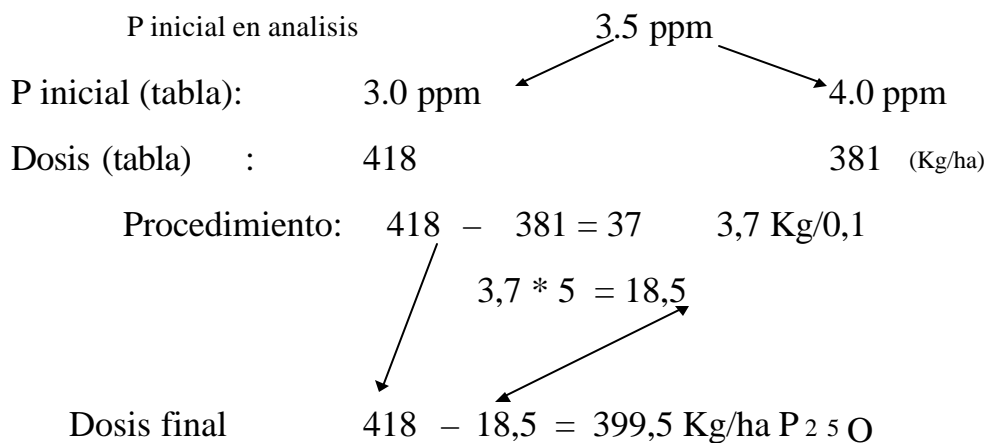 P inicial en analisis 3.5 ppm
P inicial (tabla): 3.0 ppm 4.0 ppm
Dosis (tabla) : 418 381 (Kg/ha)
Procedimiento: 418 – 381 = 37 3,7 Kg/0,1
3,7 * 5 = 18,5
Dosis final 418 – 18,5 = 399,5 Kg/ha P 2 5 O